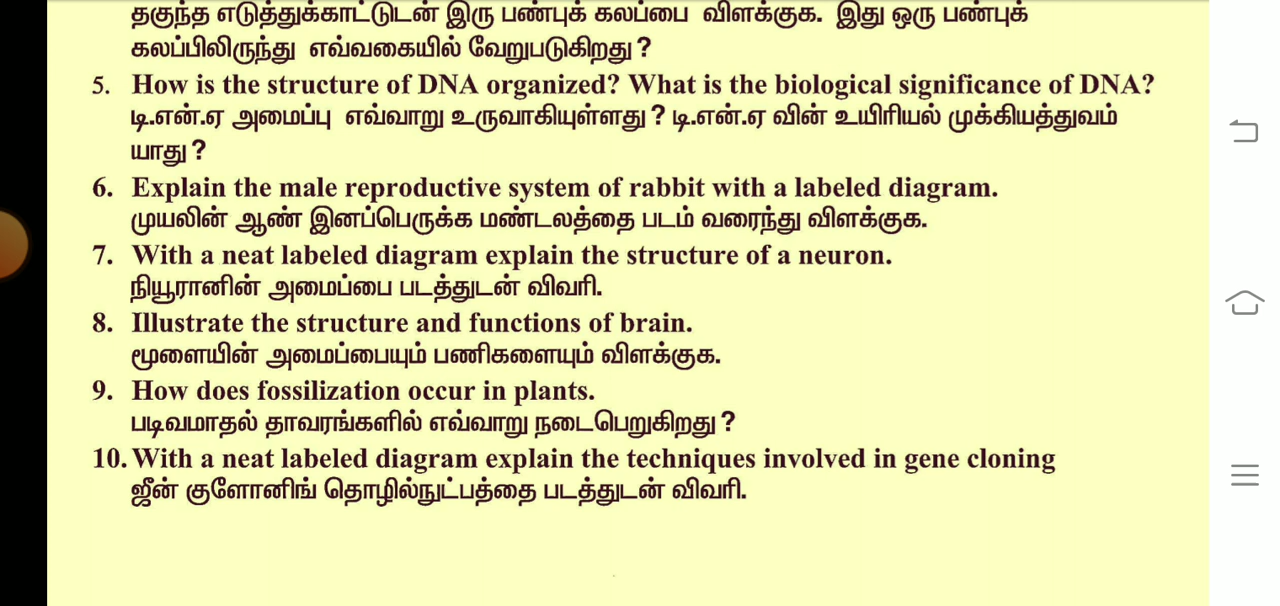 தகுந்த எடுத்துக்காட்டுடன் இரு பண்புக் கலப்பை விளக்குக. இது ஒரு பண்புக்
கலப்பிலிருந்து எவ்வகையில் வேறுபடுகிறது ?
5. How is the structure of DNA organized? What is the biological significance of DNA?
டி.என்.ஏ அமைப்பு எவ்வாறு உருவாகியுள்ளது ? டி.என்.ஏ வின் உயிரியல் முக்கியத்துவம்
யாது ?
6. Explain the male reproductive system of rabbit with a labeled diagram.
முயலின் ஆண் இனப்பெருக்க மண்டலத்தை படம் வரைந்து விளக்குக.
7. With a neat labeled diagram explain the structure of a neuron.
நியூரானின் அமைப்பை படத்துடன் விவரி.
8. Illustrate the structure and functions of brain.
மூளையின் அமைப்பையும் பணிகளையும் விளக்குக.
9. How does fossilization occur in plants.
படிவமாதல் தாவரங்களில் எவ்வாறு நடைபெறுகிறது ?
10. With a neat labeled diagram explain the techniques involved in gene cloning
ஜீன் குளோனிங் தொழில்நுட்பத்தை படத்துடன் விவரி.